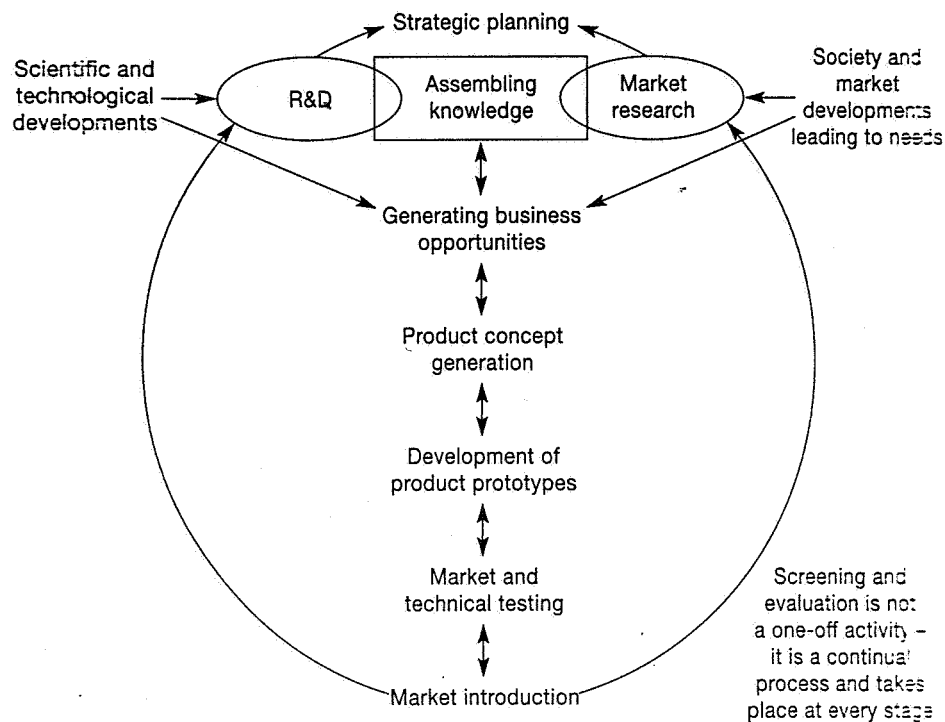 Strategic planning
Scientific and
technological
developments
R&D
Assembling
knowledge
Market
research
Society and
market
developments
leading to needs
Generating business
opportunities
Product concept
generation
Development of
product prototypes
Market and
technical testing
Market introduction
Screening and
evaluation is not
a one-off activity –
it is a continual
process and takes
place at every stage